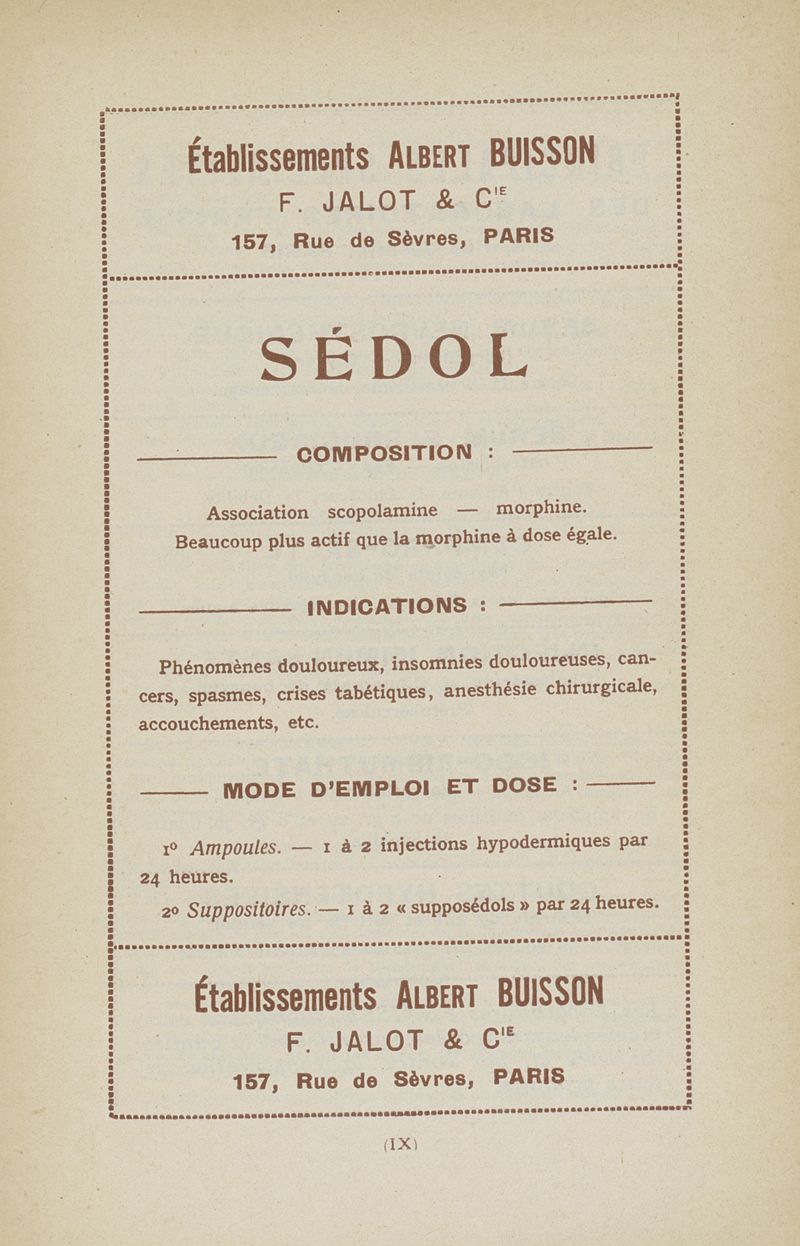 Établissements ALBERT BUISSON
F. JALOT & CIE
157, Rue de Sèvres, PARIS
SÉDOL
COMPOSITION :
Association scopolamine — morphine.
Beaucoup plus actif que la morphine à dose égale.
INDICATIONS :
Phénomènes douloureux, insomnies douloureuses, can-
cers, spasmes, crises tabétiques, anesthésie chirurgicale,
accouchements, etc.
MODE D'EMPLOI ET DOSE :
1º Ampoules. — 1 à 2 injections hypodermiques par
24 heures.
2º Suppositoires. — 1 à 2 « supposédols » par 24 heures.
Établissements ALBERT BUISSON
F. JALOT & CIE
157, Rue de Sèvres, PARIS
(IX)